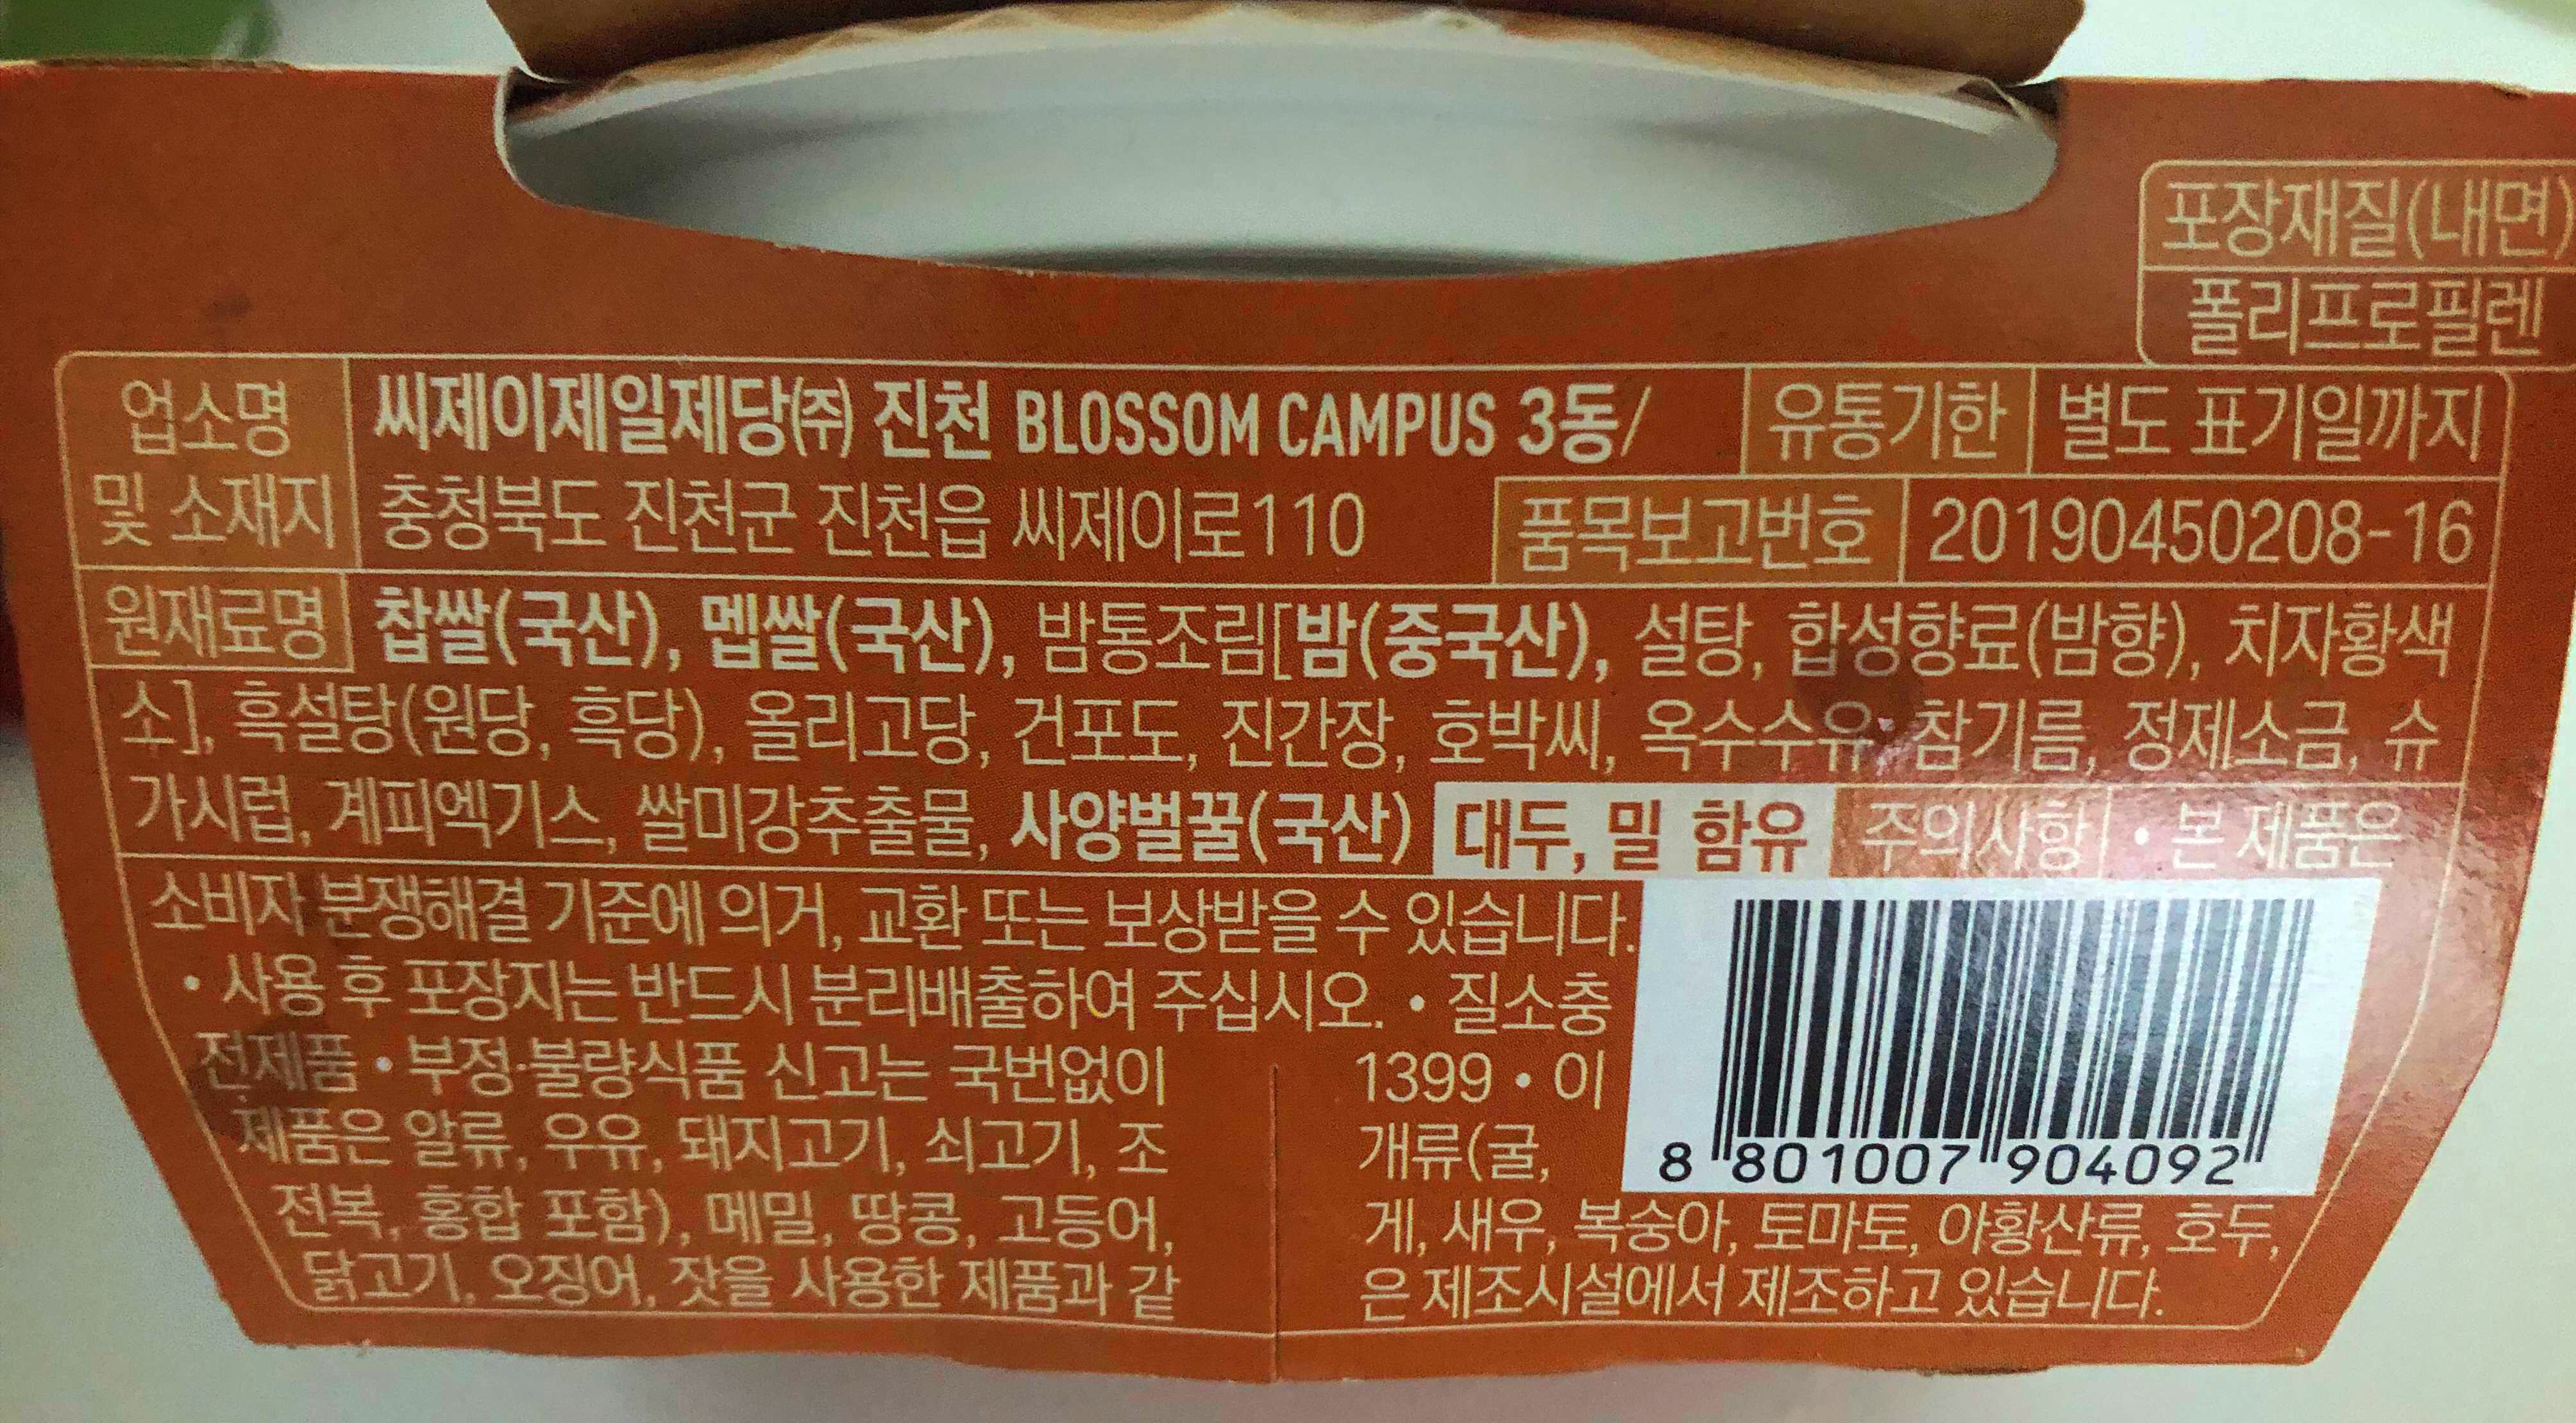 포장재질(내면)
폴리프로필렌
업소명 및 소재지
씨제이제일제당㈜ 진천 BLOSSOM CAMPUS 3동/
충청북도 진천군 진천읍 씨제이로110
유통기한 별도 표기일까지
품목보고번호 20190450208-16
원재료명 찹쌀(국산), 멥쌀(국산), 밤통조림[밤(중국산), 설탕, 합성향료(밤향), 치자황색
소], 흑설탕(원당, 흑당), 올리고당, 건포도, 진간장, 호박씨, 옥수수유, 참기름, 정제소금, 슈
가시럽, 계피엑기스, 쌀미강추출물, 사양벌꿀(국산) 대두, 밀 함유 주의사항 • 본 제품은
소비자 분쟁해결 기준에 의거, 교환 또는 보상받을 수 있습니다.
• 사용 후 포장지는 반드시 분리배출하여 주십시오. • 질소충
전제품 • 부정·불량식품 신고는 국번없이 1399 • 이
제품은 알류, 우유, 돼지고기, 쇠고기, 조개류(굴,
전복, 홍합 포함), 메밀, 땅콩, 고등어, 게, 새우, 복숭아, 토마토, 아황산류, 호두,
닭고기, 오징어, 잣을 사용한 제품과 같은 제조시설에서 제조하고 있습니다.
8 801007 904092